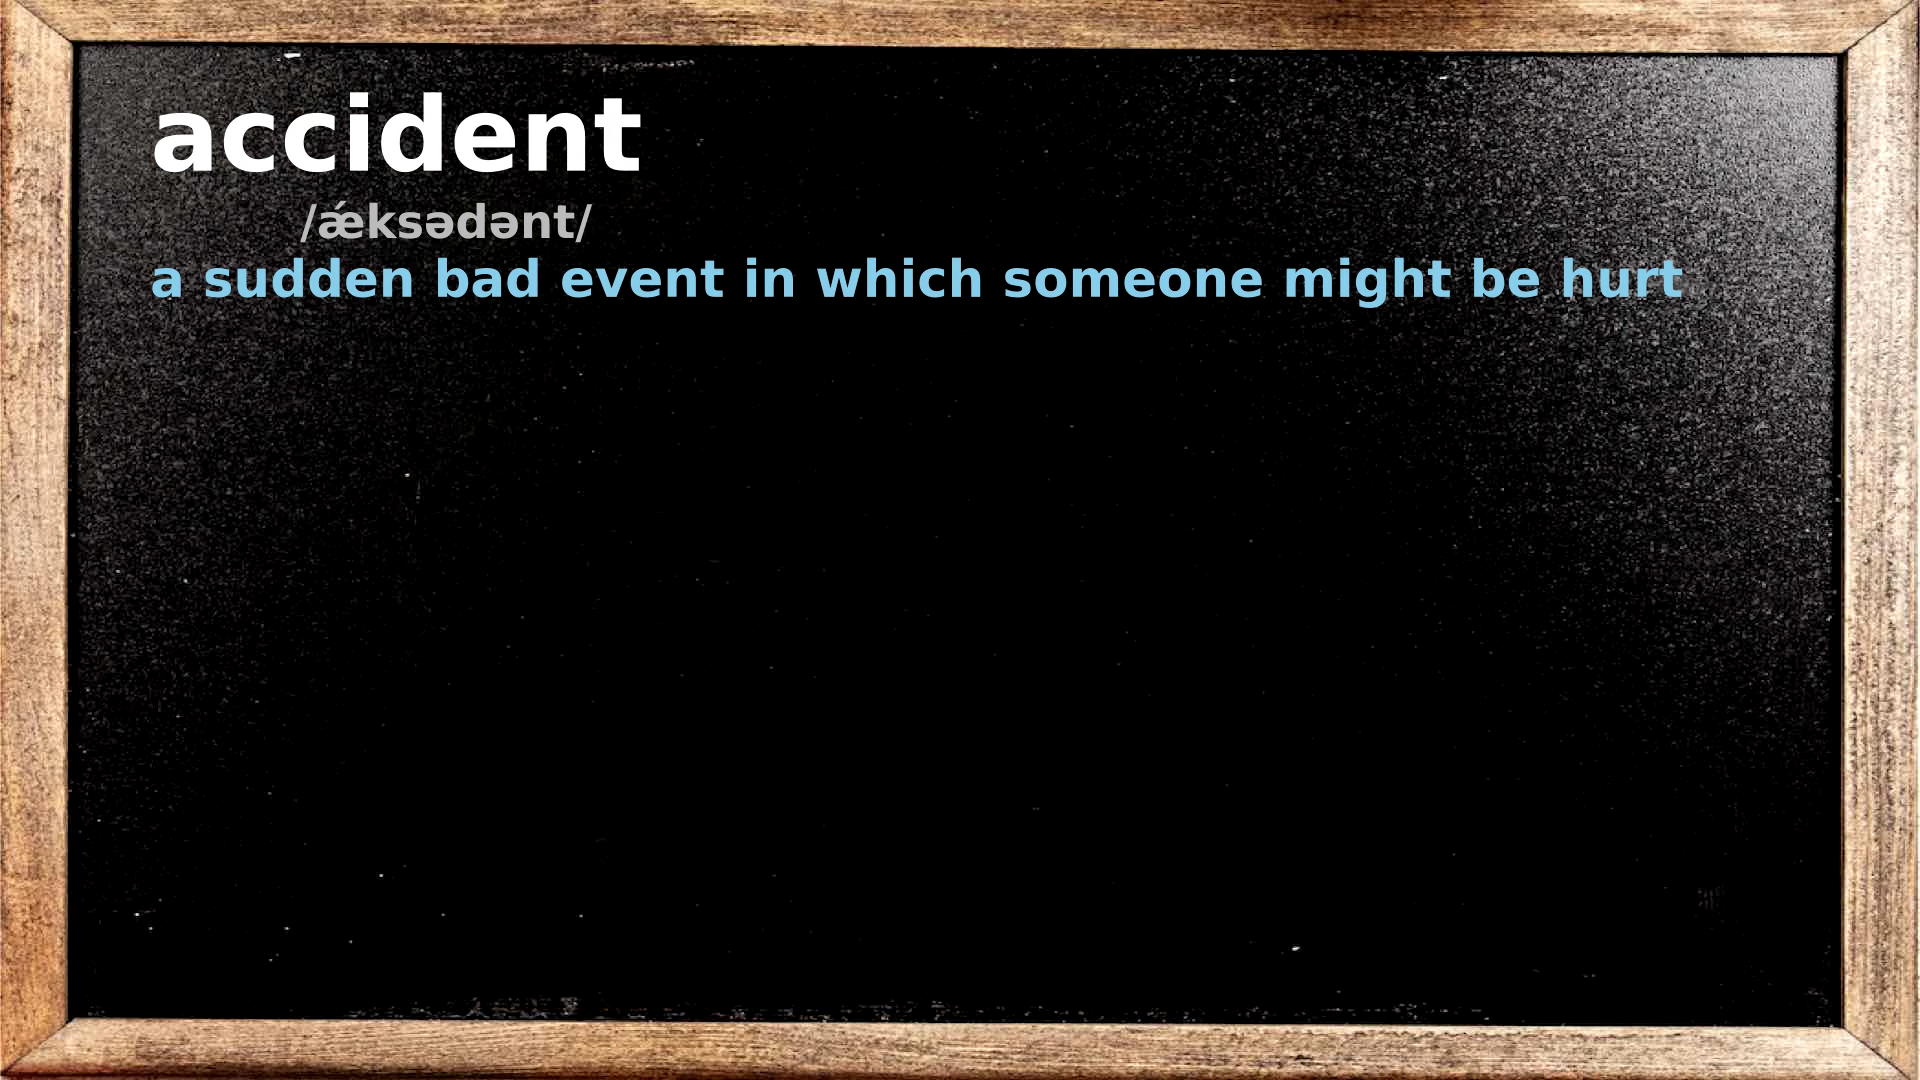 accident
/ǽksədənt/
a sudden bad event in which someone might be hurt